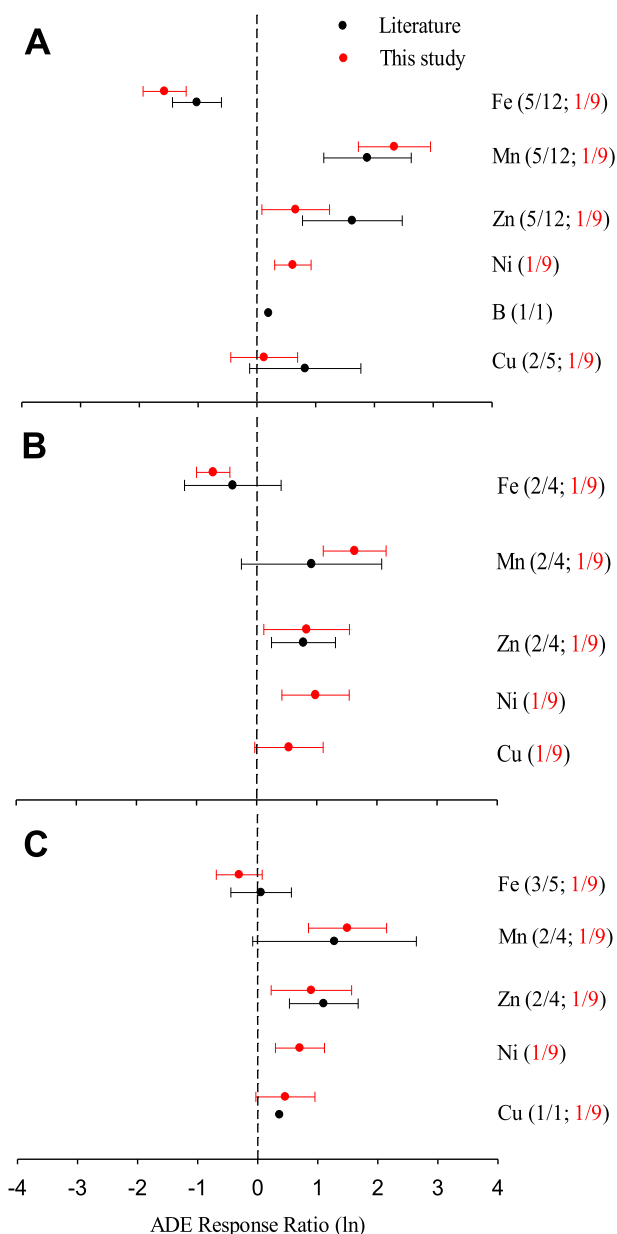 A
Literature
This study
Fe (5/12; 1/9)
Mn (5/12; 1/9)
Zn (5/12; 1/9)
Ni (1/9)
B (1/1)
Cu (2/5; 1/9)
B
Fe (2/4; 1/9)
Mn (2/4; 1/9)
Zn (2/4; 1/9)
Ni (1/9)
Cu (1/9)
C
Fe (3/5; 1/9)
Mn (2/4; 1/9)
Zn (2/4; 1/9)
Ni (1/9)
Cu (1/1; 1/9)
-4 -3 -2 -1 0 1 2 3 4
ADE Response Ratio (ln)